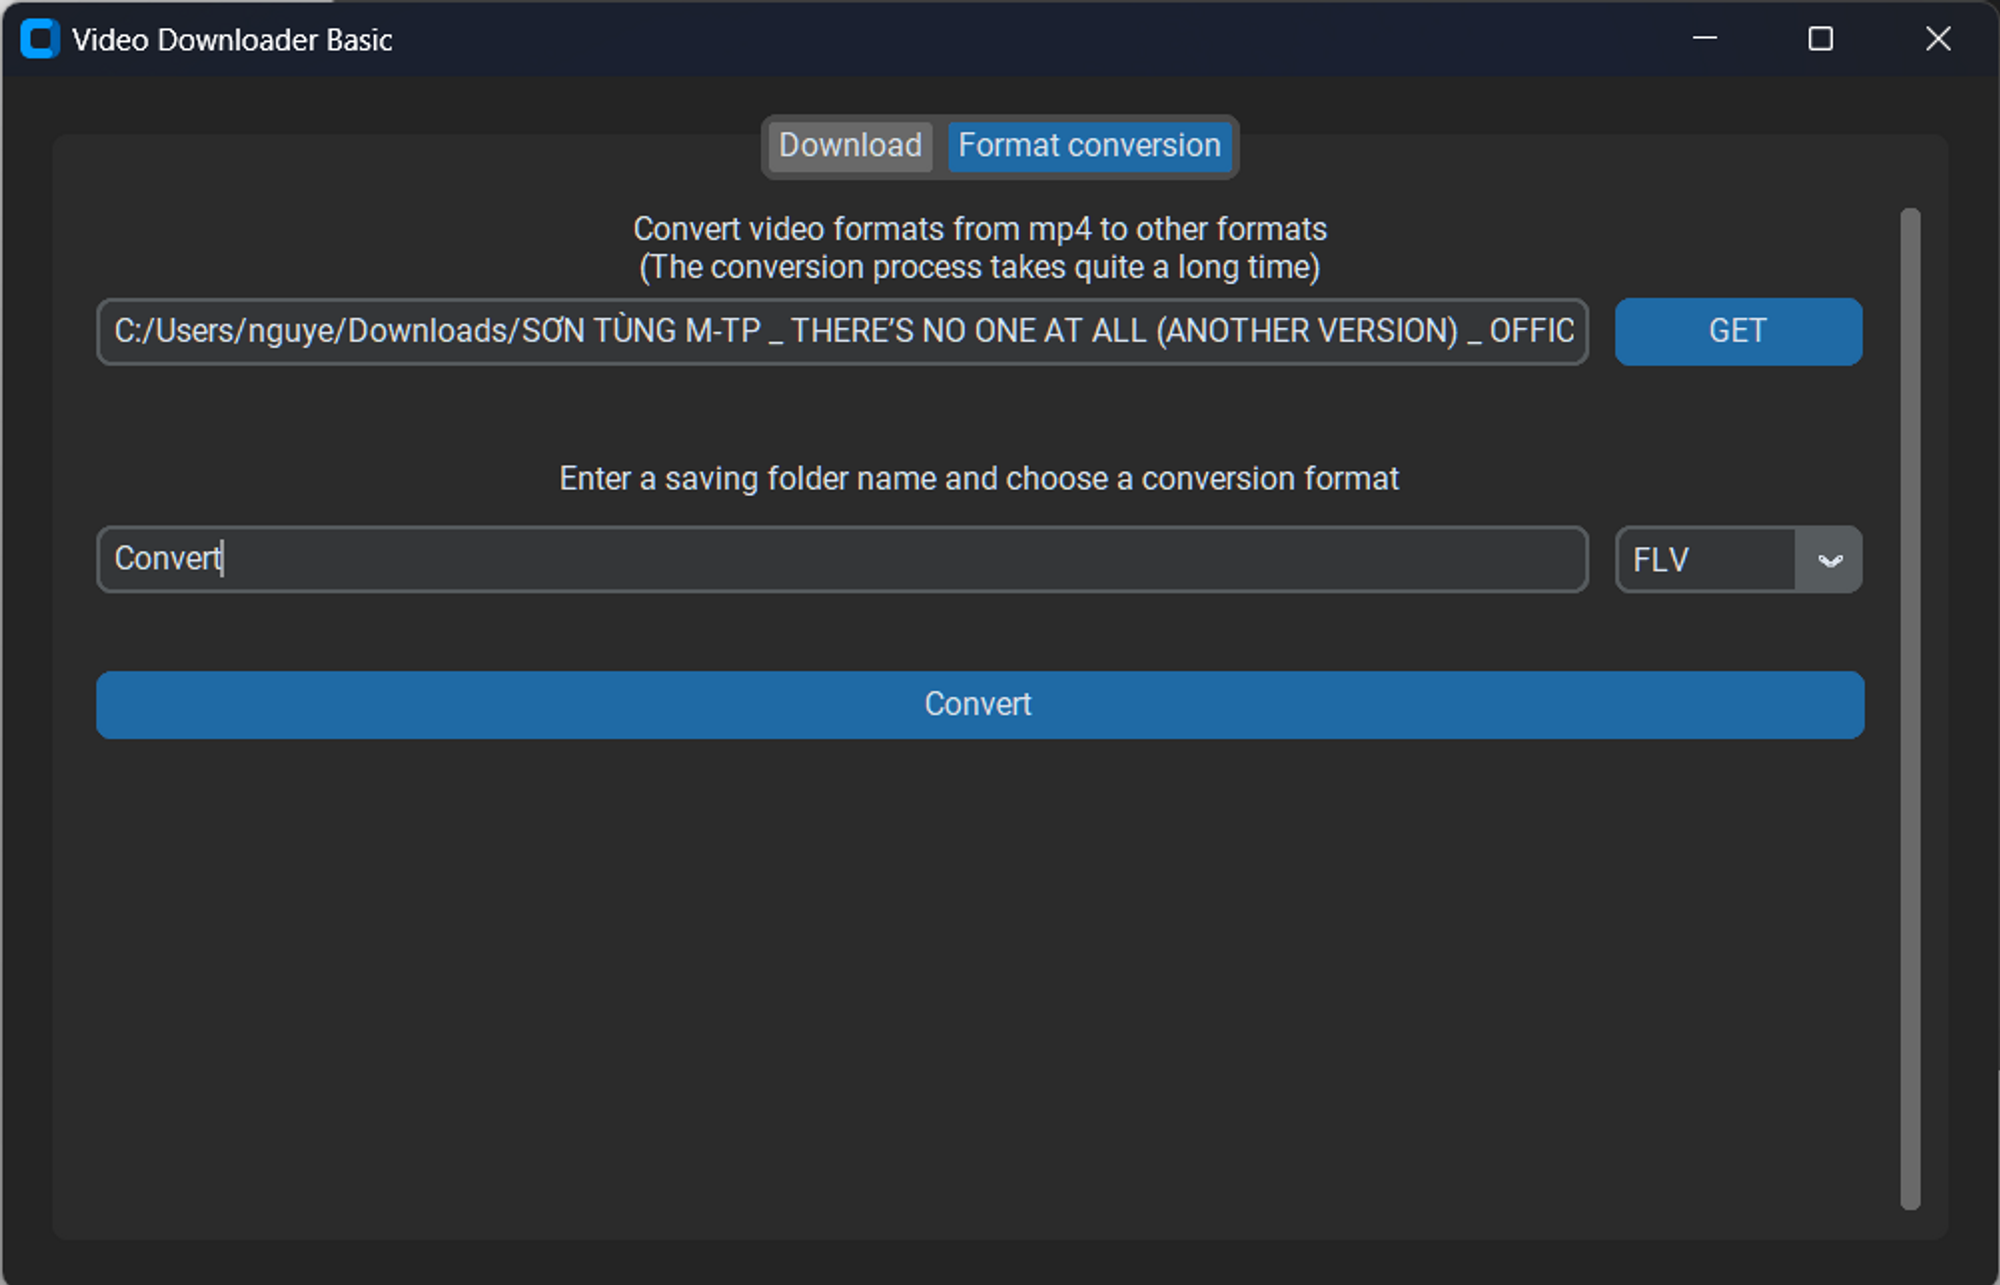 Video Downloader Basic
Download Format conversion
Convert video formats from mp4 to other formats
(The conversion process takes quite a long time)
C:/Users/nguye/Downloads/SƠN TÙNG M-TP _ THERE’S NO ONE AT ALL (ANOTHER VERSION) _ OFFIC GET
Enter a saving folder name and choose a conversion format
Convert FLV
Convert